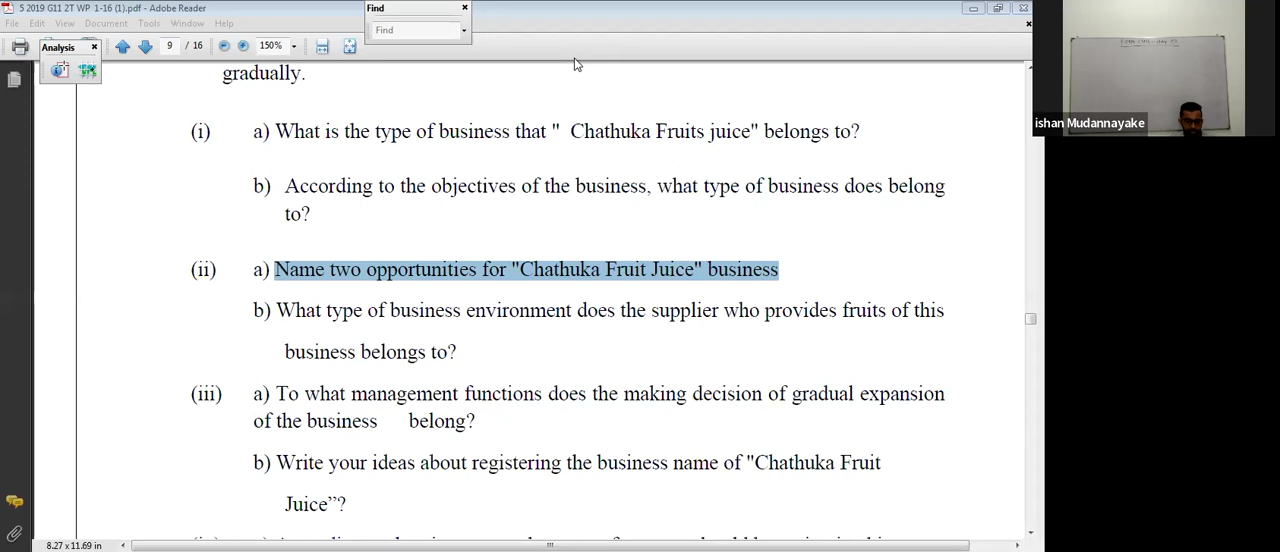 5 2019 G11 2T WP 1-16 (1).pdf - Adobe Reader
File Edit View Document Tools Window Help
Find
Find
Analysis
9 / 16 150%
gradually.
(i) a) What is the type of business that " Chathuka Fruits juice" belongs to?
b) According to the objectives of the business, what type of business does belong
to?
(ii) a) Name two opportunities for "Chathuka Fruit Juice" business
b) What type of business environment does the supplier who provides fruits of this
business belongs to?
(iii) a) To what management functions does the making decision of gradual expansion
of the business belong?
b) Write your ideas about registering the business name of "Chathuka Fruit
Juice”?
8.27 x 11.69 in
ishan Mudannayake